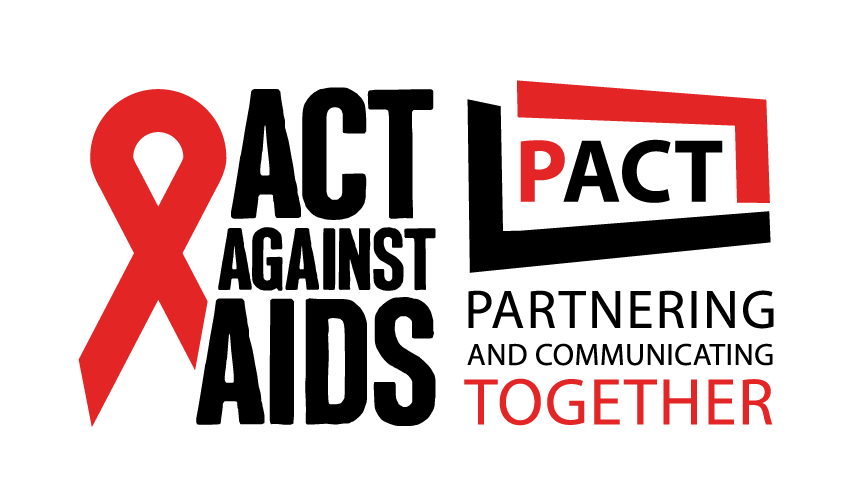 ACT
AGAINST
AIDS
PACT
PARTNERING
AND COMMUNICATING
TOGETHER